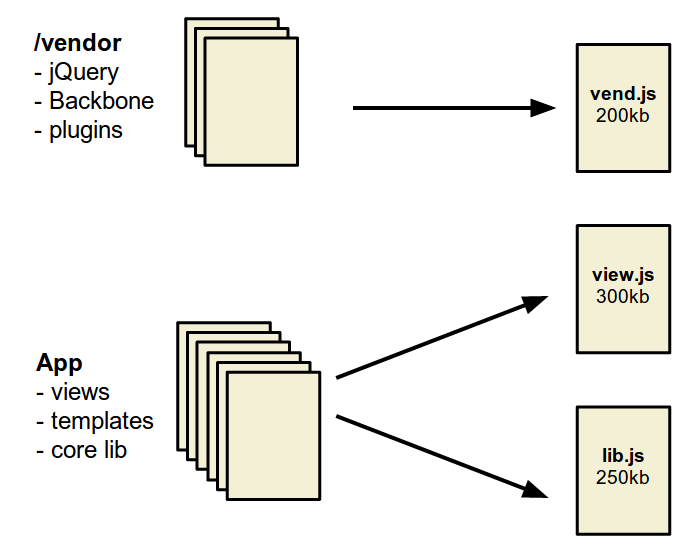 /vendor
- jQuery
- Backbone
- plugins
vend.js
200kb
view.js
300kb
App
- views
- templates
- core lib
lib.js
250kb